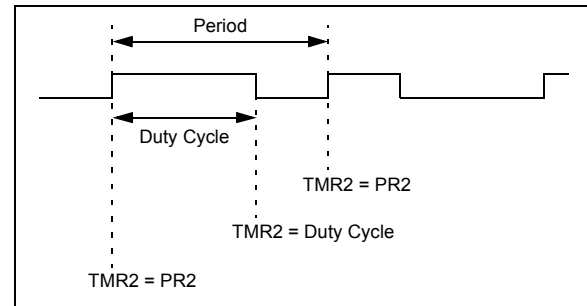 Period
Duty Cycle
TMR2 = PR2
TMR2 = Duty Cycle
TMR2 = PR2